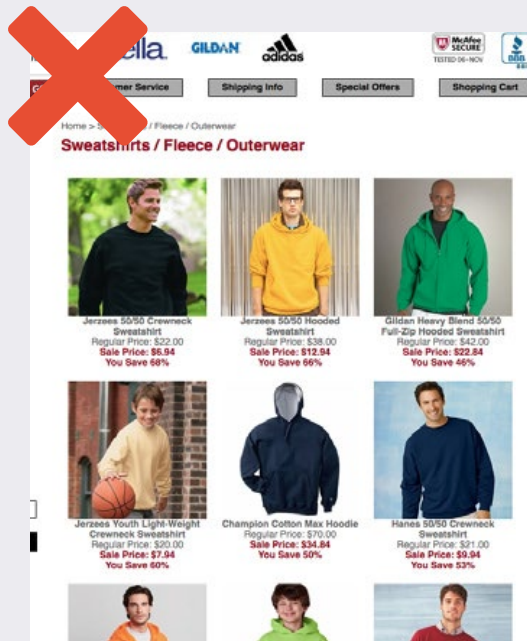 ella.
GILDAN
adidas
McAfee
SECURE
TESTED 06-NOV
BBB
mer Service
Shipping Info
Special Offers
Shopping Cart
Home > S / Fleece / Outerwear
Sweatshirts / Fleece / Outerwear
Jerzees 50/50 Crewneck
Sweatshirt
Regular Price: $22.00
Sale Price: $6.94
You Save 68%
Jerzees 50/50 Hooded
Sweatshirt
Regular Price: $38.00
Sale Price: $12.94
You Save 66%
Gildan Heavy Blend 50/50
Full-Zip Hooded Sweatshirt
Regular Price: $42.00
Sale Price: $22.84
You Save 46%
Jerzees Youth Light-Weight
Crewneck Sweatshirt
Regular Price: $20.00
Sale Price: $7.94
You Save 60%
Champion Cotton Max Hoodie
Regular Price: $70.00
Sale Price: $34.84
You Save 50%
Hanes 50/50 Crewneck
Sweatshirt
Regular Price: $21.00
Sale Price: $9.94
You Save 53%